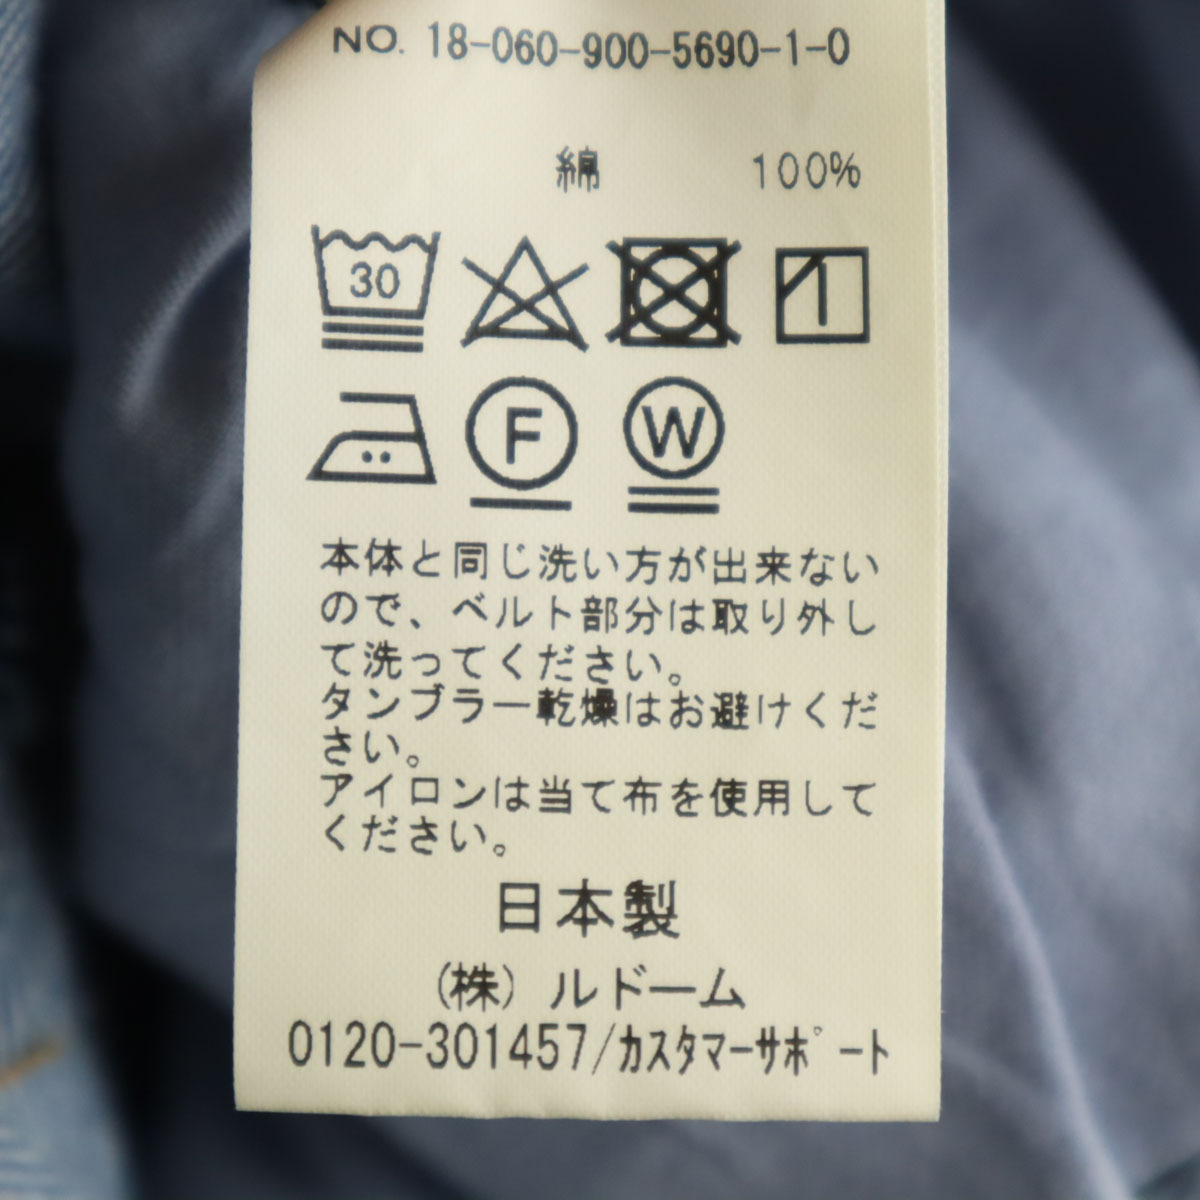 NO. 18-060-900-5690-1-0
綿 100%
30
F W
本体と同じ洗い方が出来ない
ので、ベルト部分は取り外し
て洗ってください。
タンブラー乾燥はお避けくだ
さい。
アイロンは当て布を使用して
ください。
日本製
(株) ルドーム
0120-301457/カスタマーサポート